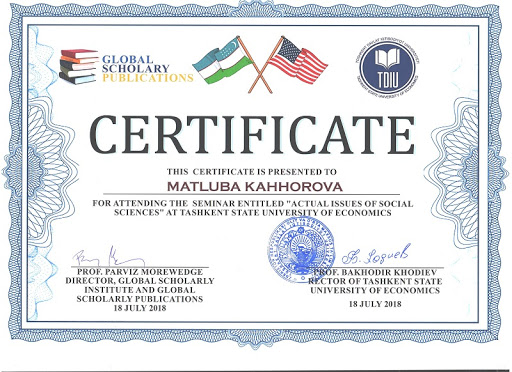 GLOBAL
SCHOLARY
PUBLICATIONS
TDIU
CERTIFICATE
THIS CERTIFICATE IS PRESENTED TO
MATLUBA KAHHOROVA
FOR ATTENDING THE SEMINAR ENTITLED "ACTUAL ISSUES OF SOCIAL
SCIENCES" AT TASHKENT STATE UNIVERSITY OF ECONOMICS
PROF. PARVIZ MOREWEDGE
DIRECTOR, GLOBAL SCHOLARLY
INSTITUTE AND GLOBAL
SCHOLARLY PUBLICATIONS
18 JULY 2018
PROF. BAKHODIR KHODIEV
RECTOR OF TASHKENT STATE
UNIVERSITY OF ECONOMICS
18 JULY 2018